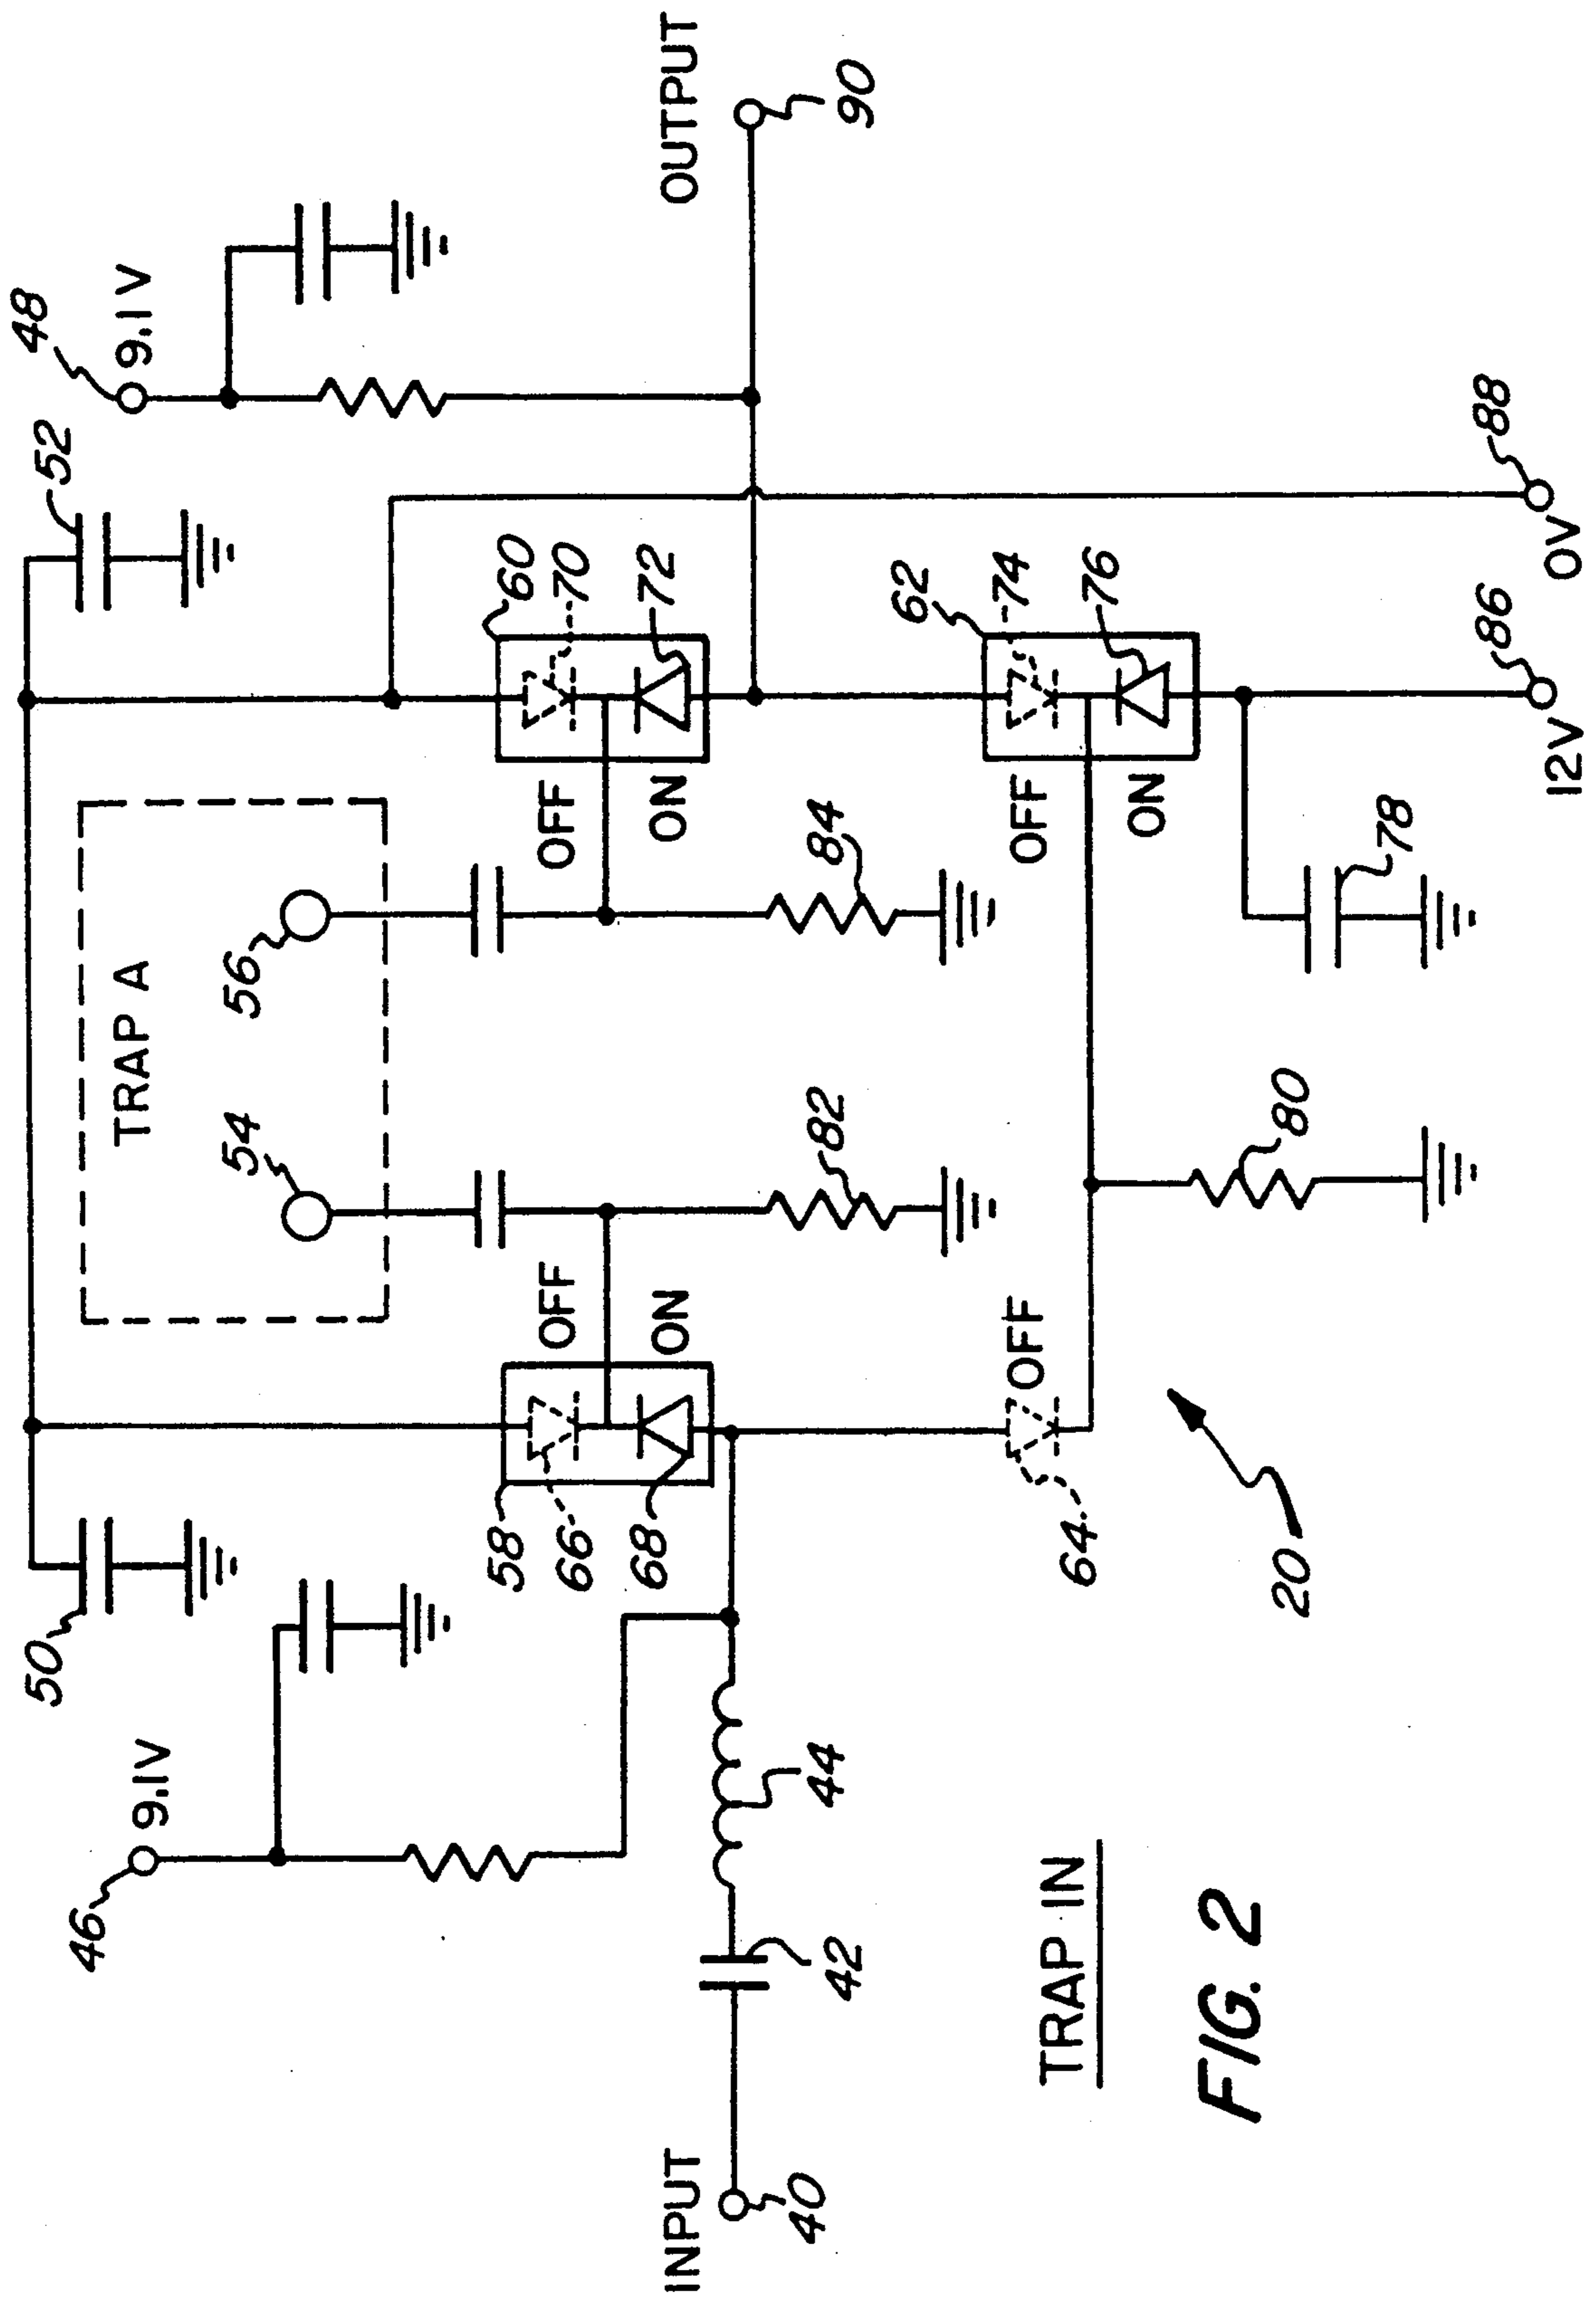 48
9.1V
52
46
9.1V
50
TRAP A
54
56
OUTPUT
90
58
66
68
OFF
ON
60
70
72
OFF
ON
82
84
INPUT
40
42
44
64
OFF
62
74
76
OFF
ON
80
78
20
86
12V
88
0V
TRAP IN
FIG. 2